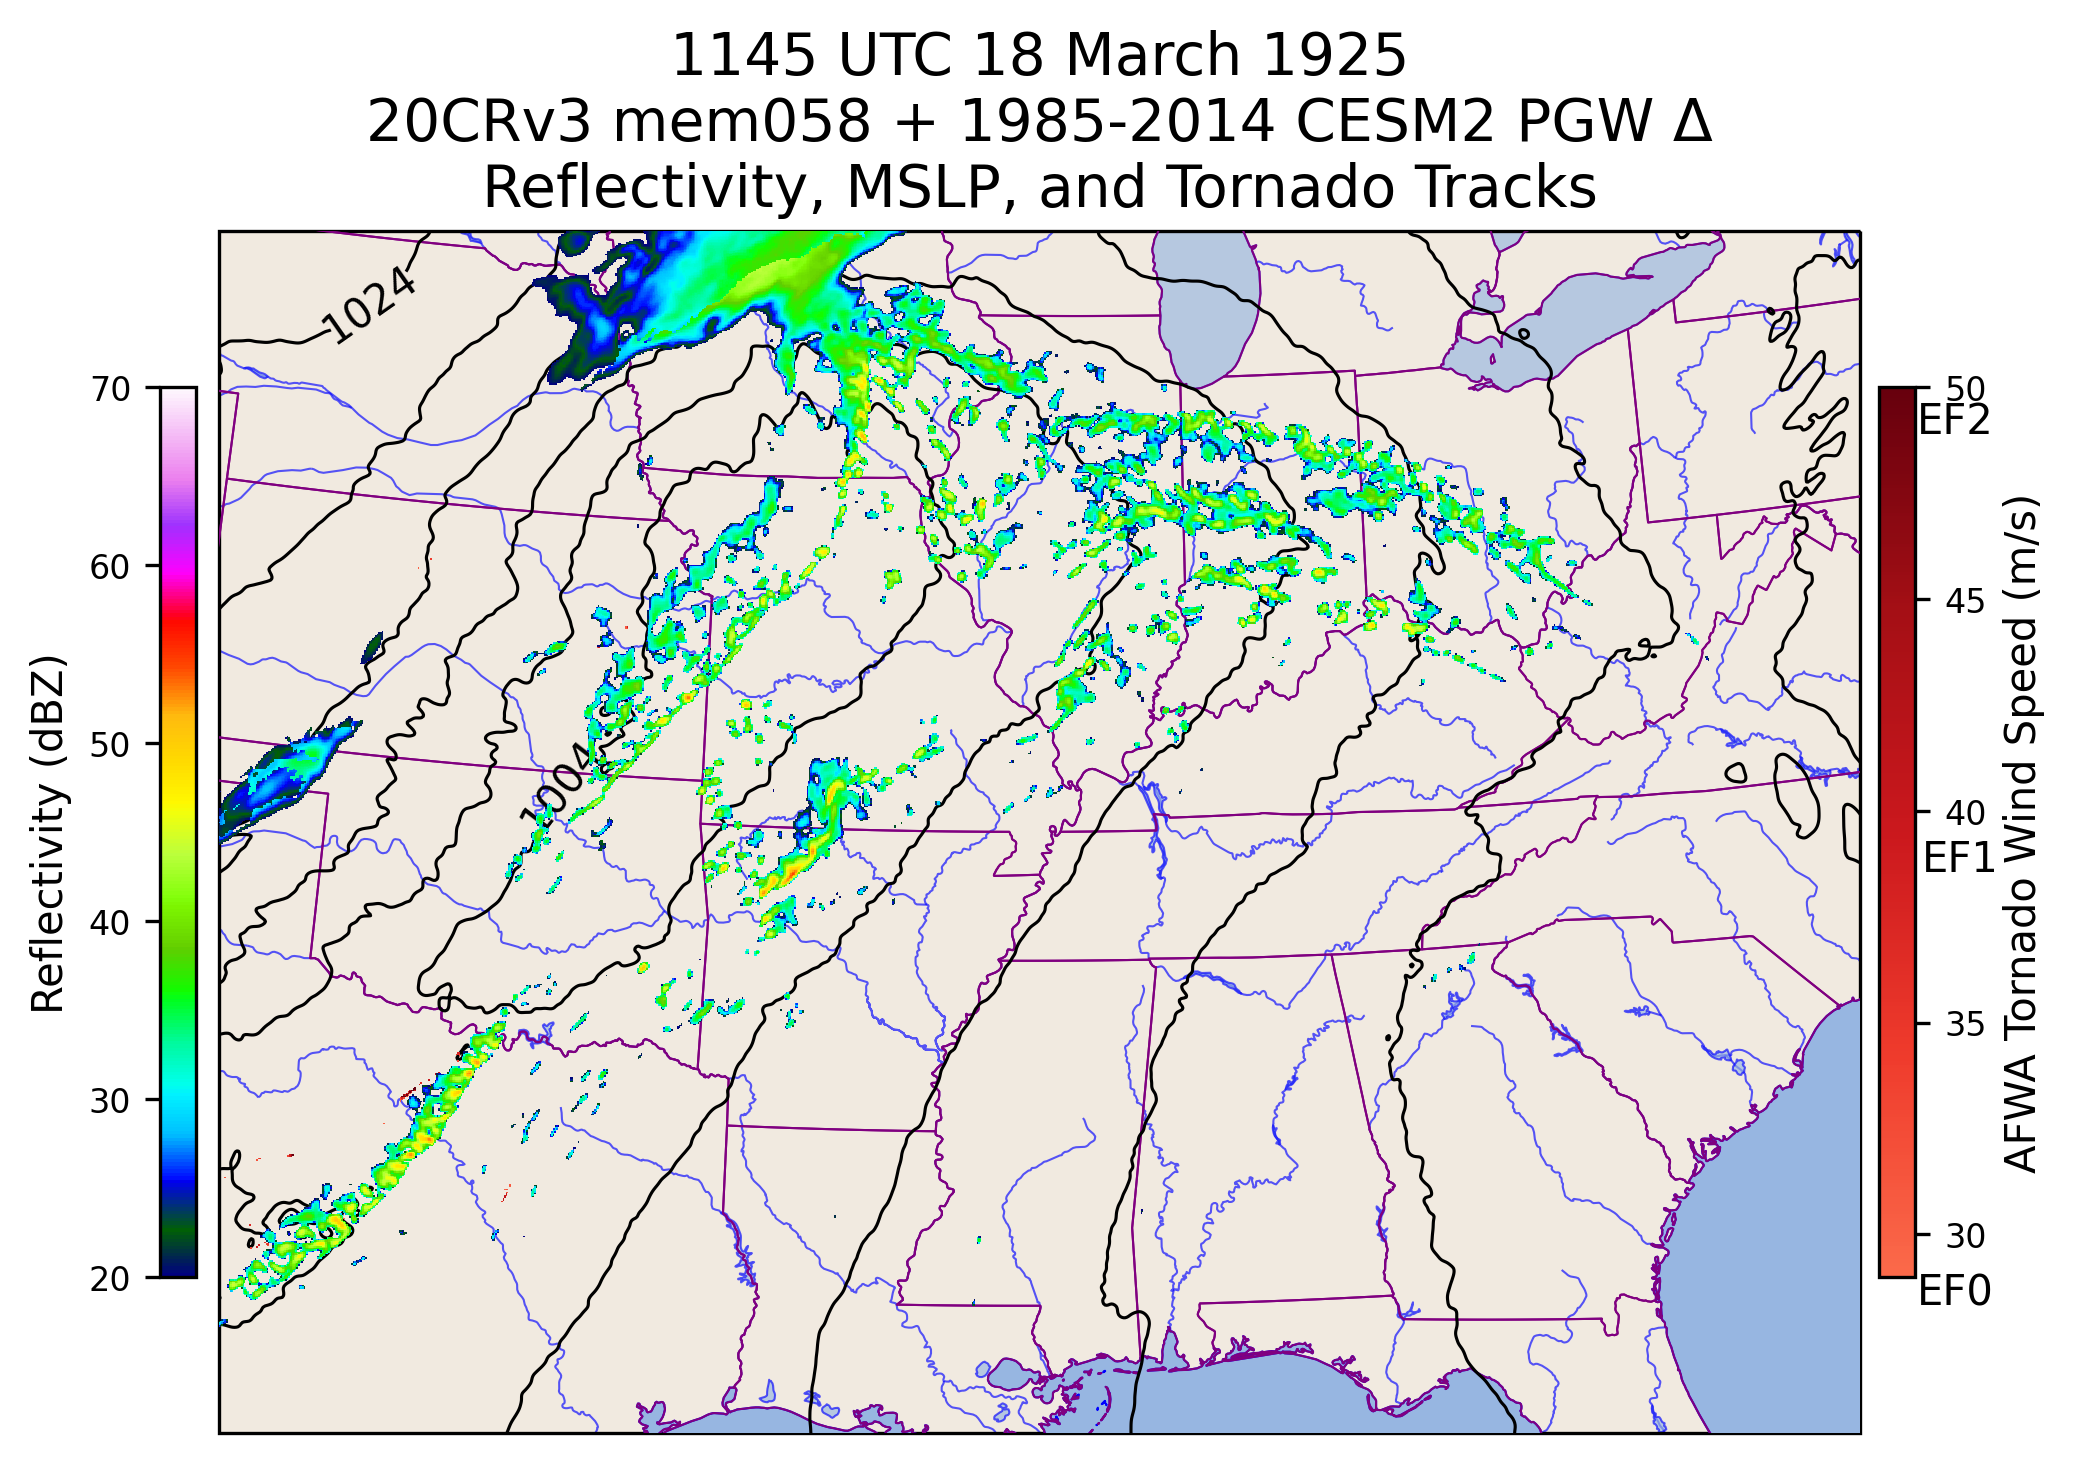 1145 UTC 18 March 1925
20CRv3 mem058 + 1985-2014 CESM2 PGW Δ
Reflectivity, MSLP, and Tornado Tracks
1024
1004
Reflectivity (dBZ)
70
60
50
40
30
20
50
EF2
45
40
EF1
35
30
EF0
AFWA Tornado Wind Speed (m/s)